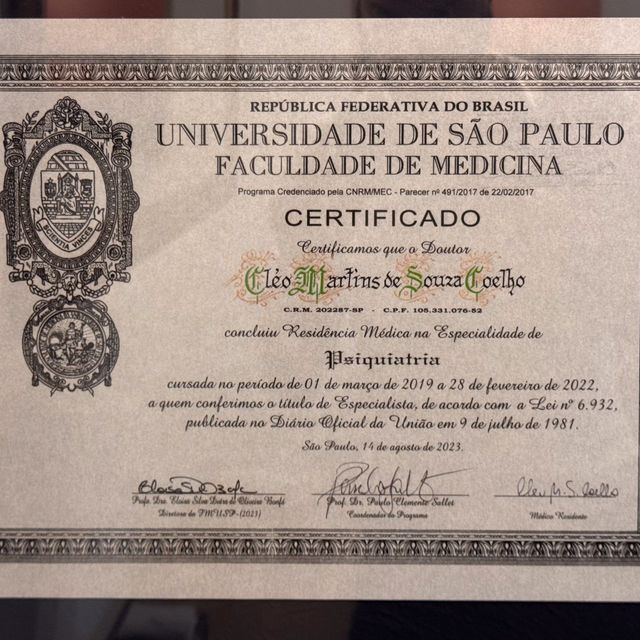 REPÚBLICA FEDERATIVA DO BRASIL
UNIVERSIDADE DE SÃO PAULO
FACULDADE DE MEDICINA
Programa Credenciado pela CNRM/MEC - Parecer nº 491/2017 de 22/02/2017
CERTIFICADO
Certificamos que o Doutor
Cléo Martins de Souza Coelho
C.R.M. 202287-SP - C.P.F. 105.331.076-52
concluiu Residência Médica na Especialidade de
Psiquiatria
cursada no período de 01 de março de 2019 a 28 de fevereiro de 2022,
a quem conferimos o título de Especialista, de acordo com a Lei nº 6.932,
publicada no Diário Oficial da União em 9 de julho de 1981.
São Paulo, 14 de agosto de 2023.
Profa. Dra. Eloisa Silva Dutra de Oliveira Bonfá
Diretora da FMUSP-(2023)
Prof. Dr. Paulo Clemente Sallet
Coordenador do Programa
Médico Residente
SCIENTIA VINCES